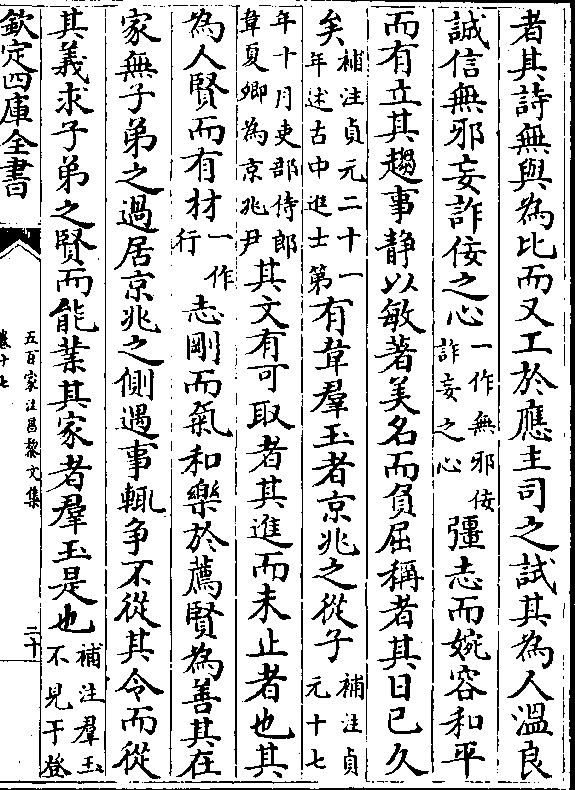 者其詩無與為比而又工於應主司之試其為人溫良
誠信無邪妄詐佞之心一作無邪佞詐妄之心彊志而婉容和平
而有立其趨事靜以敏著美名而負屈稱者其日已久
矣補注貞元二十一年述古中進士第有韋羣玉者京兆之從子補注貞元十七
年十月吏部侍郎韋夏卿為京兆尹其文有可取者其進而未止者也其
為人賢而有材一作行志剛而氣和樂於薦賢為善其在
家無子弟之過居京兆之側遇事輒争不從其令而從
其義求子弟之賢而能業其家者羣玉是也補注羣玉不見于登
欽定四庫全書
五百家注昌黎文集
卷十七
二十